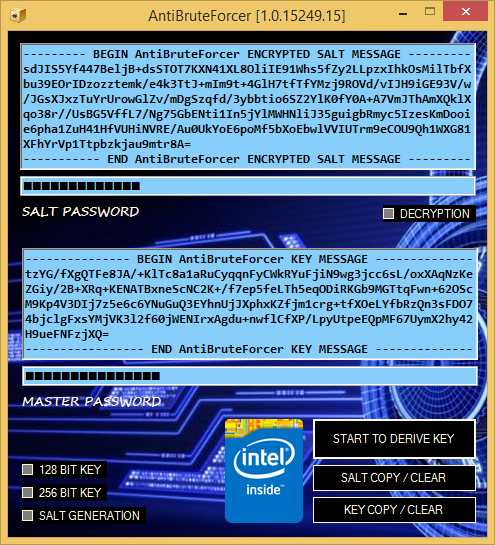 AntiBruteForcer [1.0.15249.15]
-------- BEGIN AntiBruteForcer ENCRYPTED SALT MESSAGE --------
sdJIS5Yf447BeljB+dsSTOT7KXN41XL8OliIE91Whs5fZy2LLpzxIhkOsMilTbfX
bu39EOrIDzozztemk/e4k3TtJ+mIm9t+4GlH7tfTfYMzj9ROVd/vIJH9iGE93V/w
/JGsXJxzTuYrUrowGlZv/mDg5zqfd/3ybbtio6SZ2YlK0fY0A+A7VmJThAmXQklX
qo38r//UsBG5VffL7/Ng75GbENti1In5jYlMWHNliJ35guigbRmyc5IzesKmDooi
e6pha1ZuH41HfVUHiNVRE/Au0UkYoE6poMf5bXoEbwlVVIUTrm9eCOU9Qh1WXG81
XFhYrVp1Ttpbzkjau9mtr8A=
-------- END AntiBruteForcer ENCRYPTED SALT MESSAGE --------
SALT PASSWORD
DECRYPTION
---------------- BEGIN AntiBruteForcer KEY MESSAGE ----------------
tzYG/fXgQTFe8JA/+KlTc8a1aRuCyqqnFyCWkRYuFjiN9wg3jcc6sL/oxXAqNzKe
ZGiy/2B+XRq+KENATBxneScNC2K+/f7ep5feLTh5eqODiRKGb9MGTtqFwn+62OSc
M9Kp4V3DIj7z5e6c6YNuGuQ3EYhnUjJXphxKZfjm1crg+tfXOeLYfbRzQn3sFDO7
4bjclgFxsYMjVK3l2f60jWENIrxAgdu+nwflCfXP/LpyUtpeEQpMF67UymX2hy42
H9ueFNFzjXQ=
---------------- END AntiBruteForcer KEY MESSAGE ----------------
MASTER PASSWORD
128 BIT KEY
256 BIT KEY
SALT GENERATION
intel
inside™
START TO DERIVE KEY
SALT COPY / CLEAR
KEY COPY / CLEAR